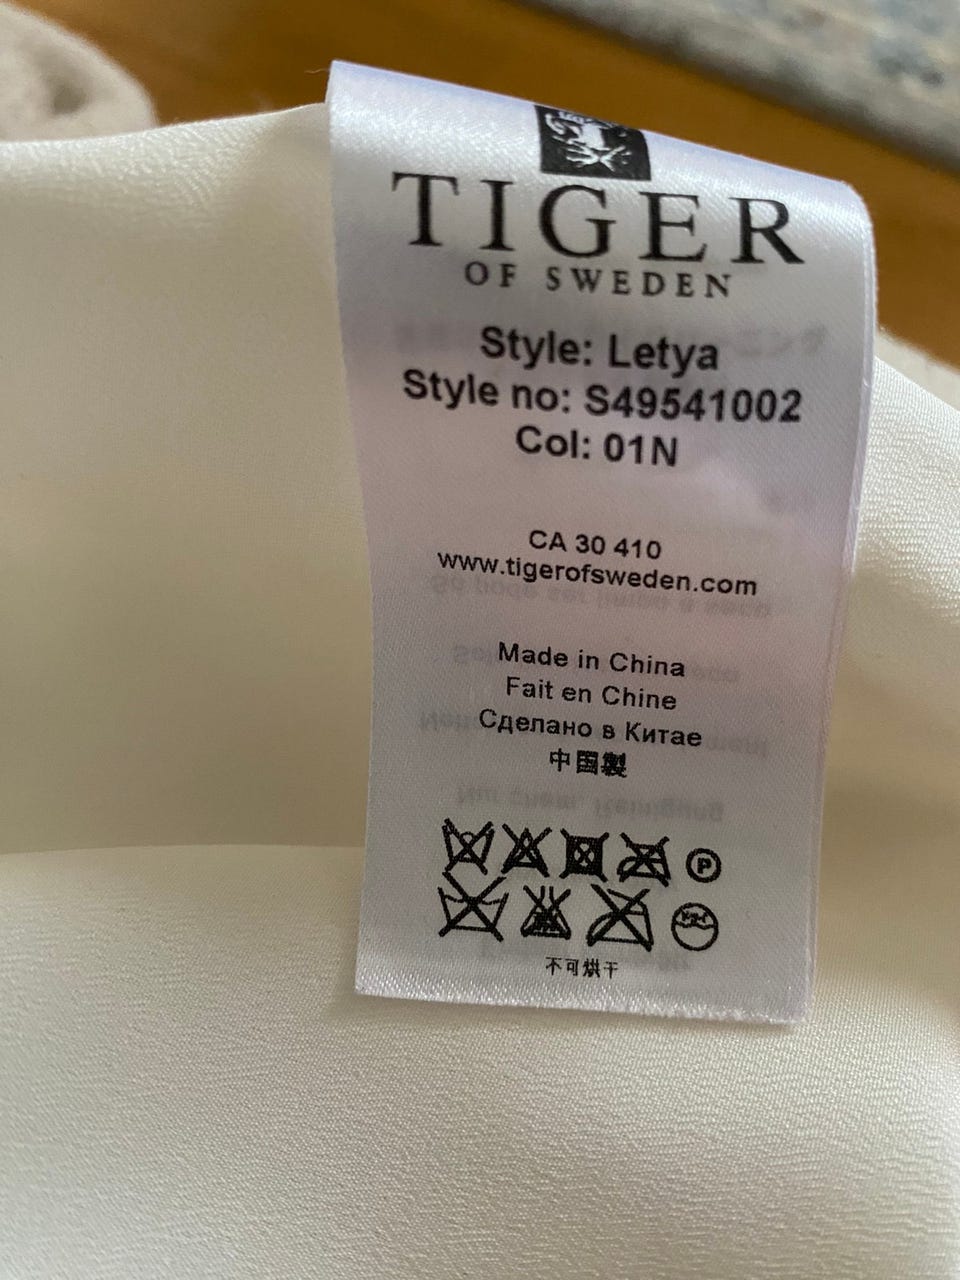 TIGER
OF SWEDEN
Style: Letya
Style no: S49541002
Col: 01N
CA 30 410
www.tigerofsweden.com
Made in China
Fait en Chine
Сделано в Китае
中国製
P
不可烘干